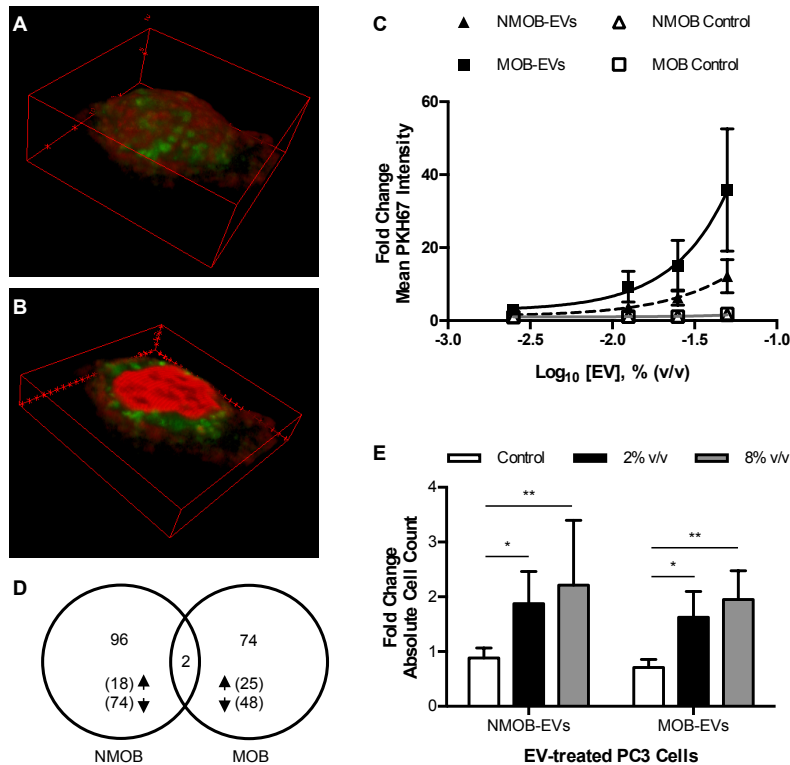 A
B
C
NMOB-EVs
NMOB Control
MOB-EVs
MOB Control
Fold Change
Mean PKH67 Intensity
60
40
20
0
-3.0 -2.5 -2.0 -1.5 -1.0
Log10 [EV], % (v/v)
D
96
2
74
(18)
(74)
(25)
(48)
NMOB
MOB
E
Control
2% v/v
8% v/v
Fold Change
Absolute Cell Count
4
3
2
1
0
**
*
**
*
NMOB-EVs
MOB-EVs
EV-treated PC3 Cells